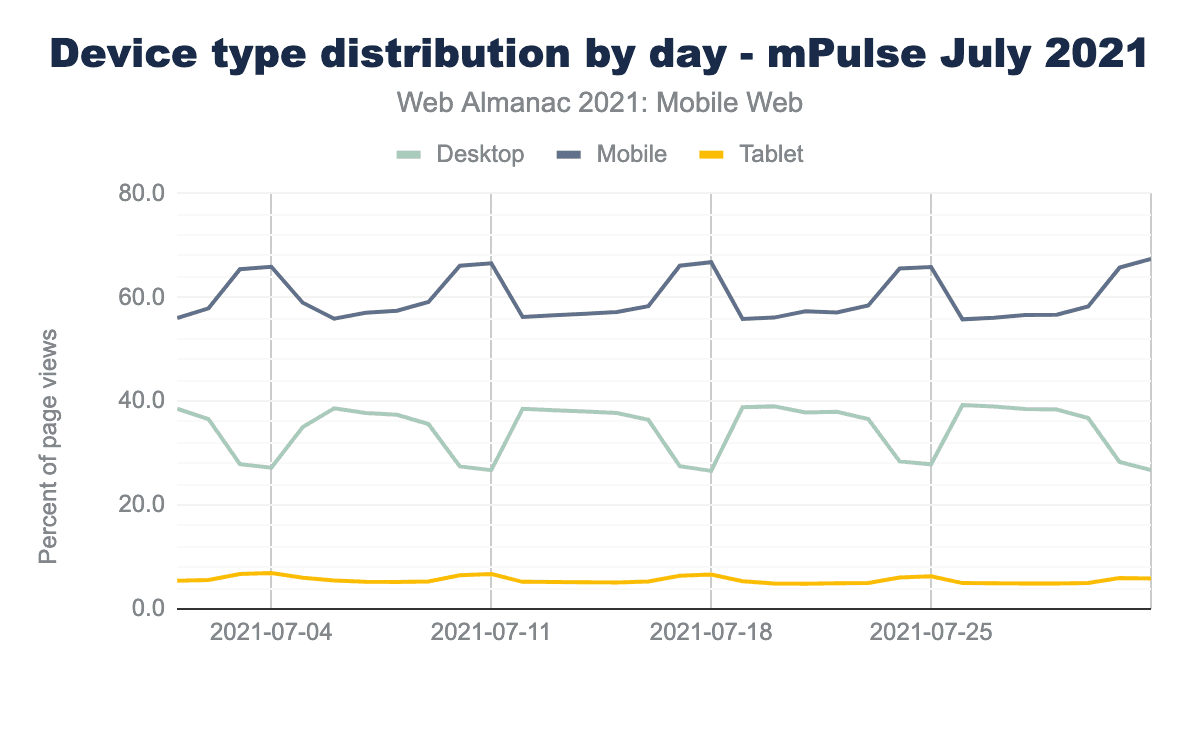 Device type distribution by day - mPulse July 2021
Web Almanac 2021: Mobile Web
Desktop Mobile Tablet
80.0
60.0
40.0
20.0
0.0
Percent of page views
2021-07-04 2021-07-11 2021-07-18 2021-07-25